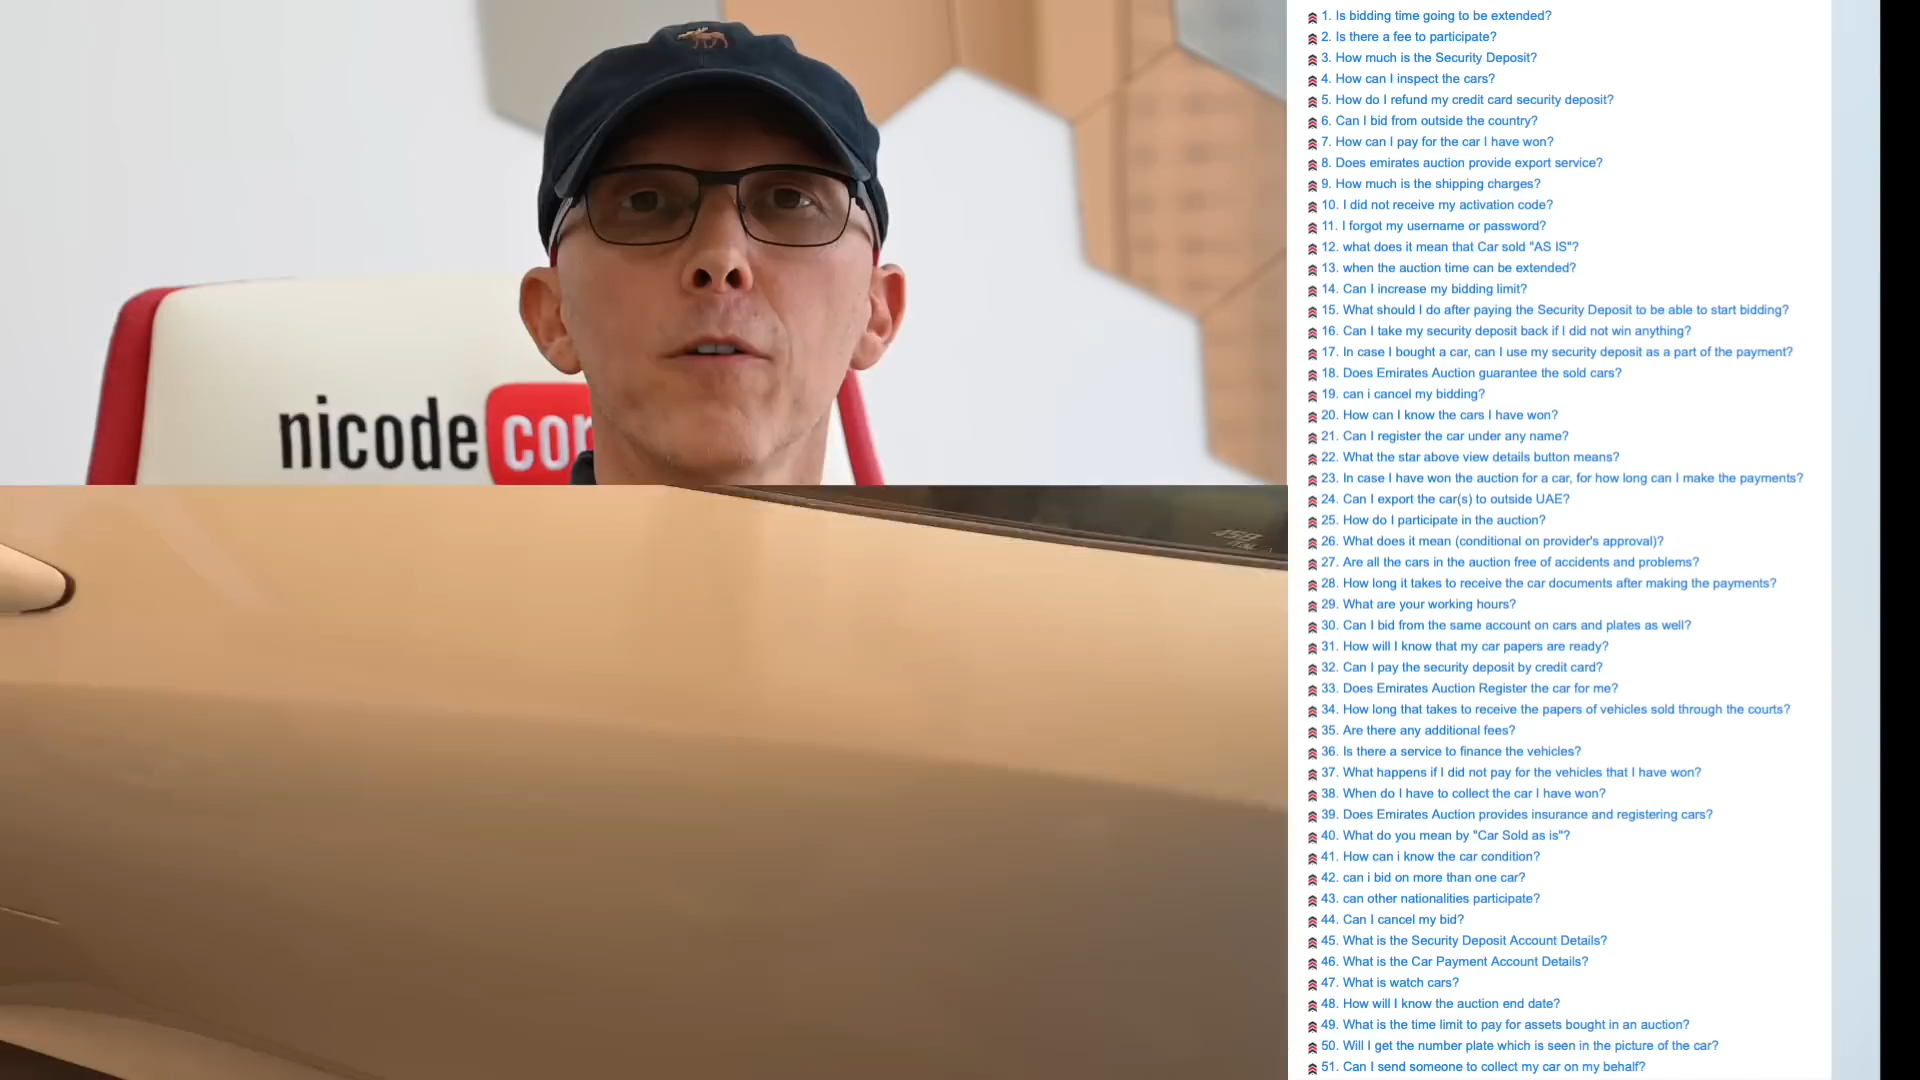 nicode
1. Is bidding time going to be extended?
2. Is there a fee to participate?
3. How much is the Security Deposit?
4. How can I inspect the cars?
5. How do I refund my credit card security deposit?
6. Can I bid from outside the country?
7. How can I pay for the car I have won?
8. Does emirates auction provide export service?
9. How much is the shipping charges?
10. I did not receive my activation code?
11. I forgot my username or password?
12. what does it mean that Car sold "AS IS"?
13. when the auction time can be extended?
14. Can I increase my bidding limit?
15. What should I do after paying the Security Deposit to be able to start bidding?
16. Can I take my security deposit back if I did not win anything?
17. In case I bought a car, can I use my security deposit as a part of the payment?
18. Does Emirates Auction guarantee the sold cars?
19. can i cancel my bidding?
20. How can I know the cars I have won?
21. Can I register the car under any name?
22. What the star above view details button means?
23. In case I have won the auction for a car, for how long can I make the payments?
24. Can I export the car(s) to outside UAE?
25. How do I participate in the auction?
26. What does it mean (conditional on provider's approval)?
27. Are all the cars in the auction free of accidents and problems?
28. How long it takes to receive the car documents after making the payments?
29. What are your working hours?
30. Can I bid from the same account on cars and plates as well?
31. How will I know that my car papers are ready?
32. Can I pay the security deposit by credit card?
33. Does Emirates Auction Register the car for me?
34. How long that takes to receive the papers of vehicles sold through the courts?
35. Are there any additional fees?
36. Is there a service to finance the vehicles?
37. What happens if I did not pay for the vehicles that I have won?
38. When do I have to collect the car I have won?
39. Does Emirates Auction provides insurance and registering cars?
40. What do you mean by "Car Sold as is"?
41. How can i know the car condition?
42. can i bid on more than one car?
43. can other nationalities participate?
44. Can I cancel my bid?
45. What is the Security Deposit Account Details?
46. What is the Car Payment Account Details?
47. What is watch cars?
48. How will I know the auction end date?
49. What is the time limit to pay for assets bought in an auction?
50. Will I get the number plate which is seen in the picture of the car?
51. Can I send someone to collect my car on my behalf?